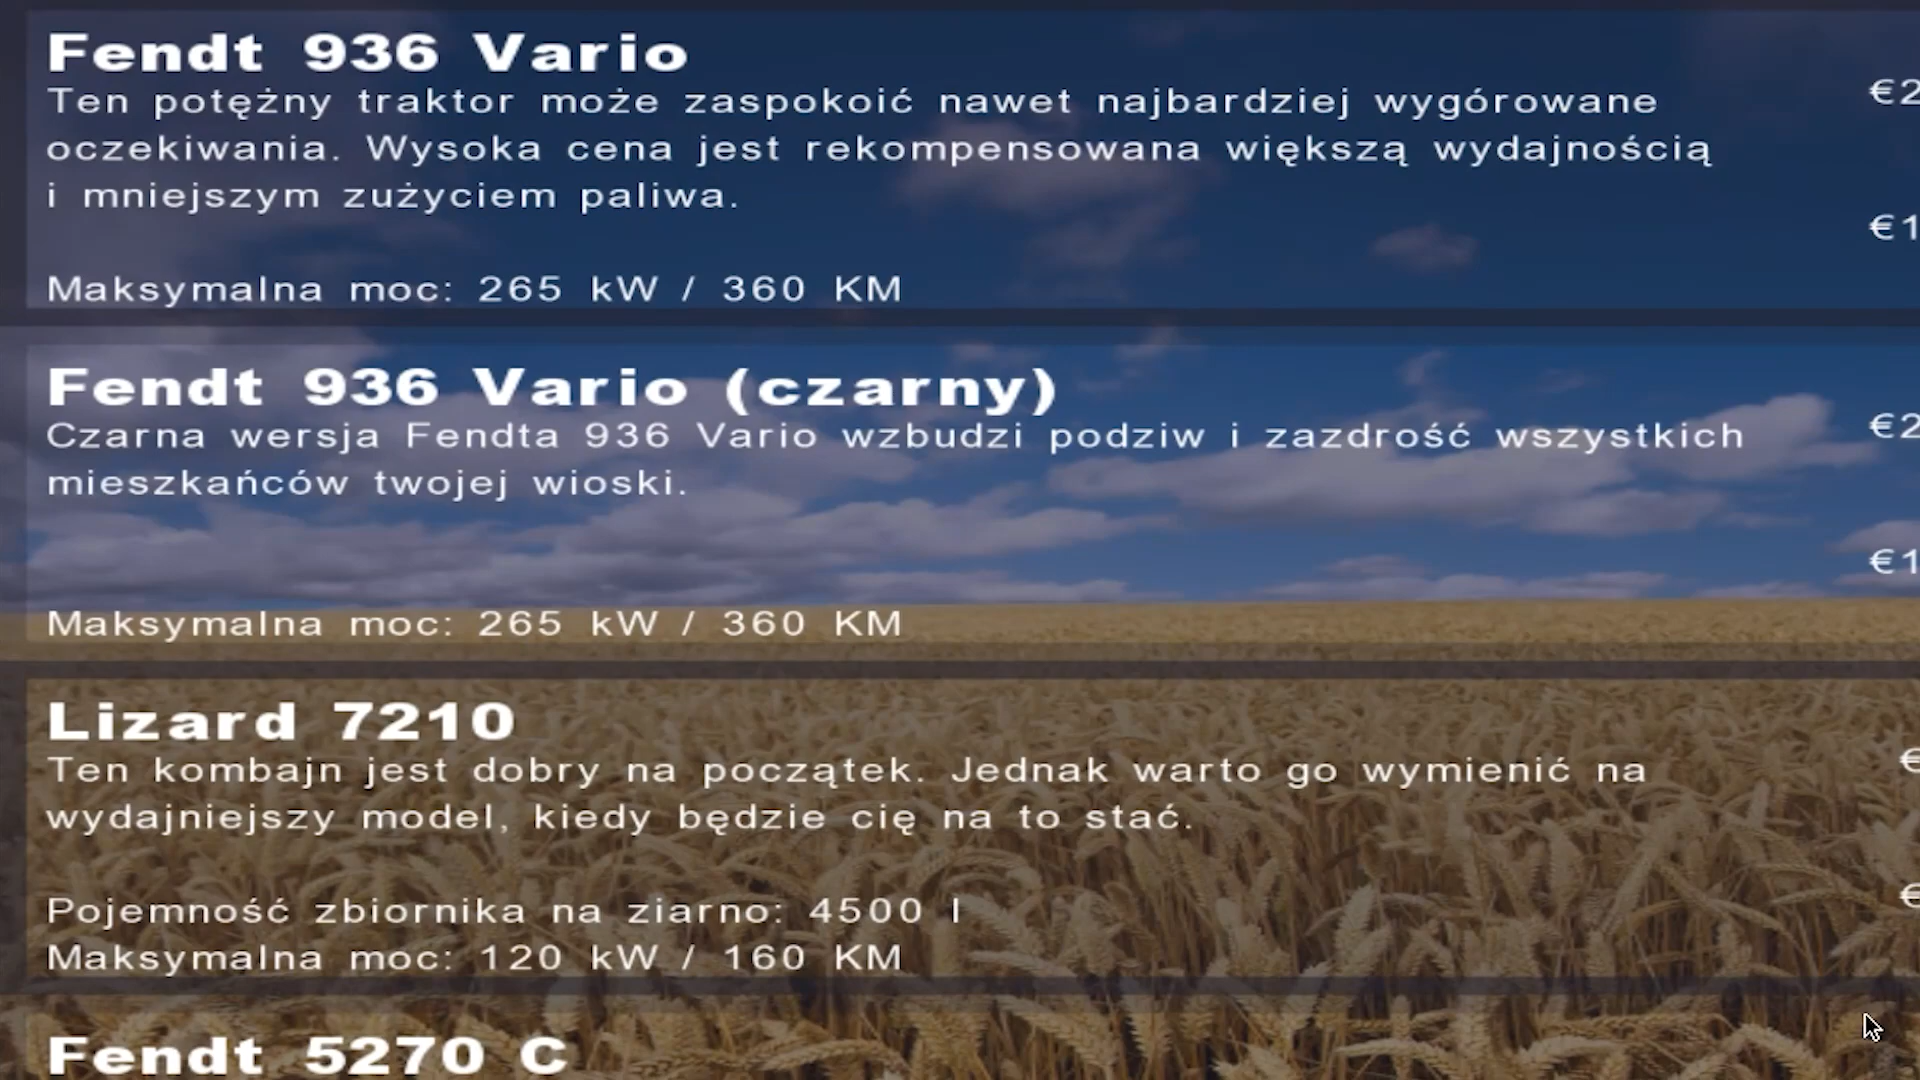 Fendt 936 Vario
Ten potężny traktor może zaspokoić nawet najbardziej wygórowane
€2
oczekiwania. Wysoka cena jest rekompensowana większą wydajnością
i mniejszym zużyciem paliwa.
€1
Maksymalna moc: 265 kW / 360 KM
Fendt 936 Vario (czarny)
Czarna wersja Fendta 936 Vario wzbudzi podziw i zazdrość wszystkich
€2
mieszkańców twojej wioski.
€1
Maksymalna moc: 265 kW / 360 KM
Lizard 7210
Ten kombajn jest dobry na początek. Jednak warto go wymienić na
€
wydajniejszy model, kiedy będzie cię na to stać.
€
Pojemność zbiornika na ziarno: 4500 l
Maksymalna moc: 120 kW / 160 KM
Fendt 5270 C